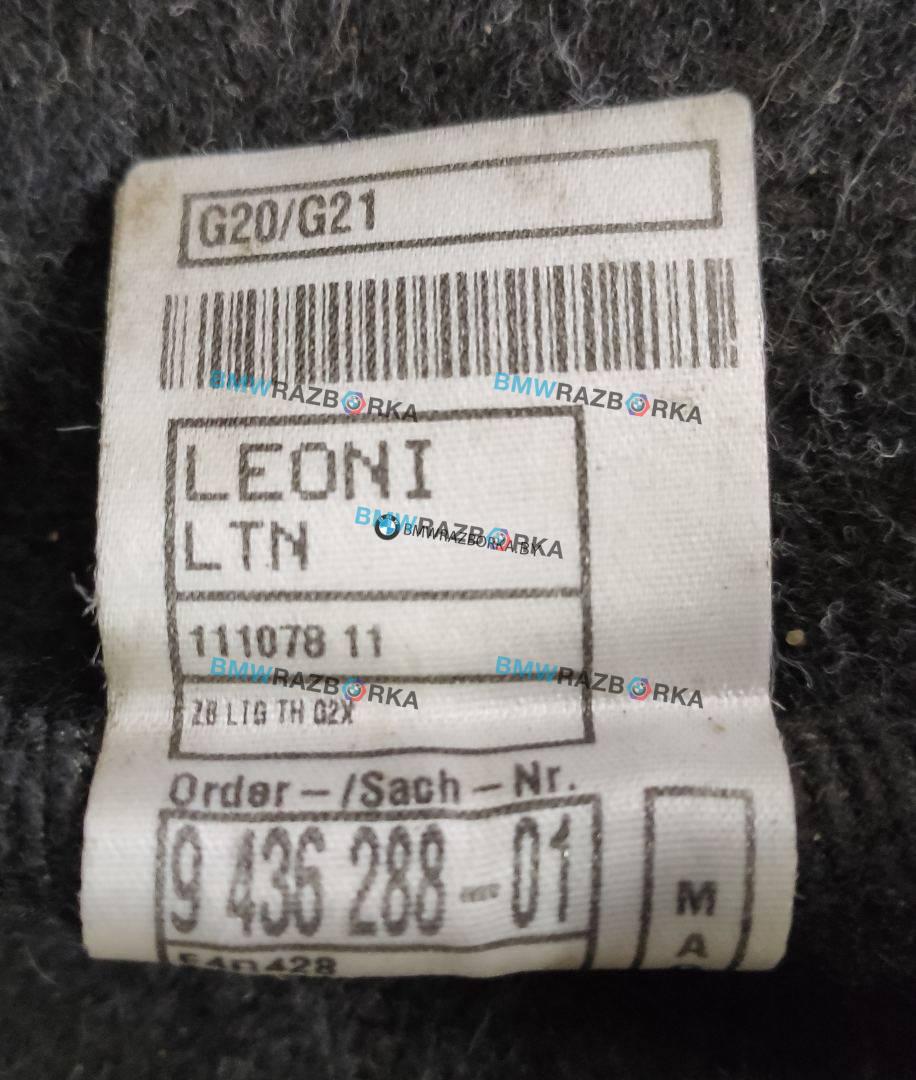 G20/G21
BMWRAZBORKA
BMWRAZBORKA
LEONI
LTN
BMWRAZBORKA
BMWRAZBORKA.BY
111078 11
BMWRAZBORKA
BMWRAZBORKA
ZB LTG TH G2X
Order-/Sach-Nr.
9 436 288-01
M
A